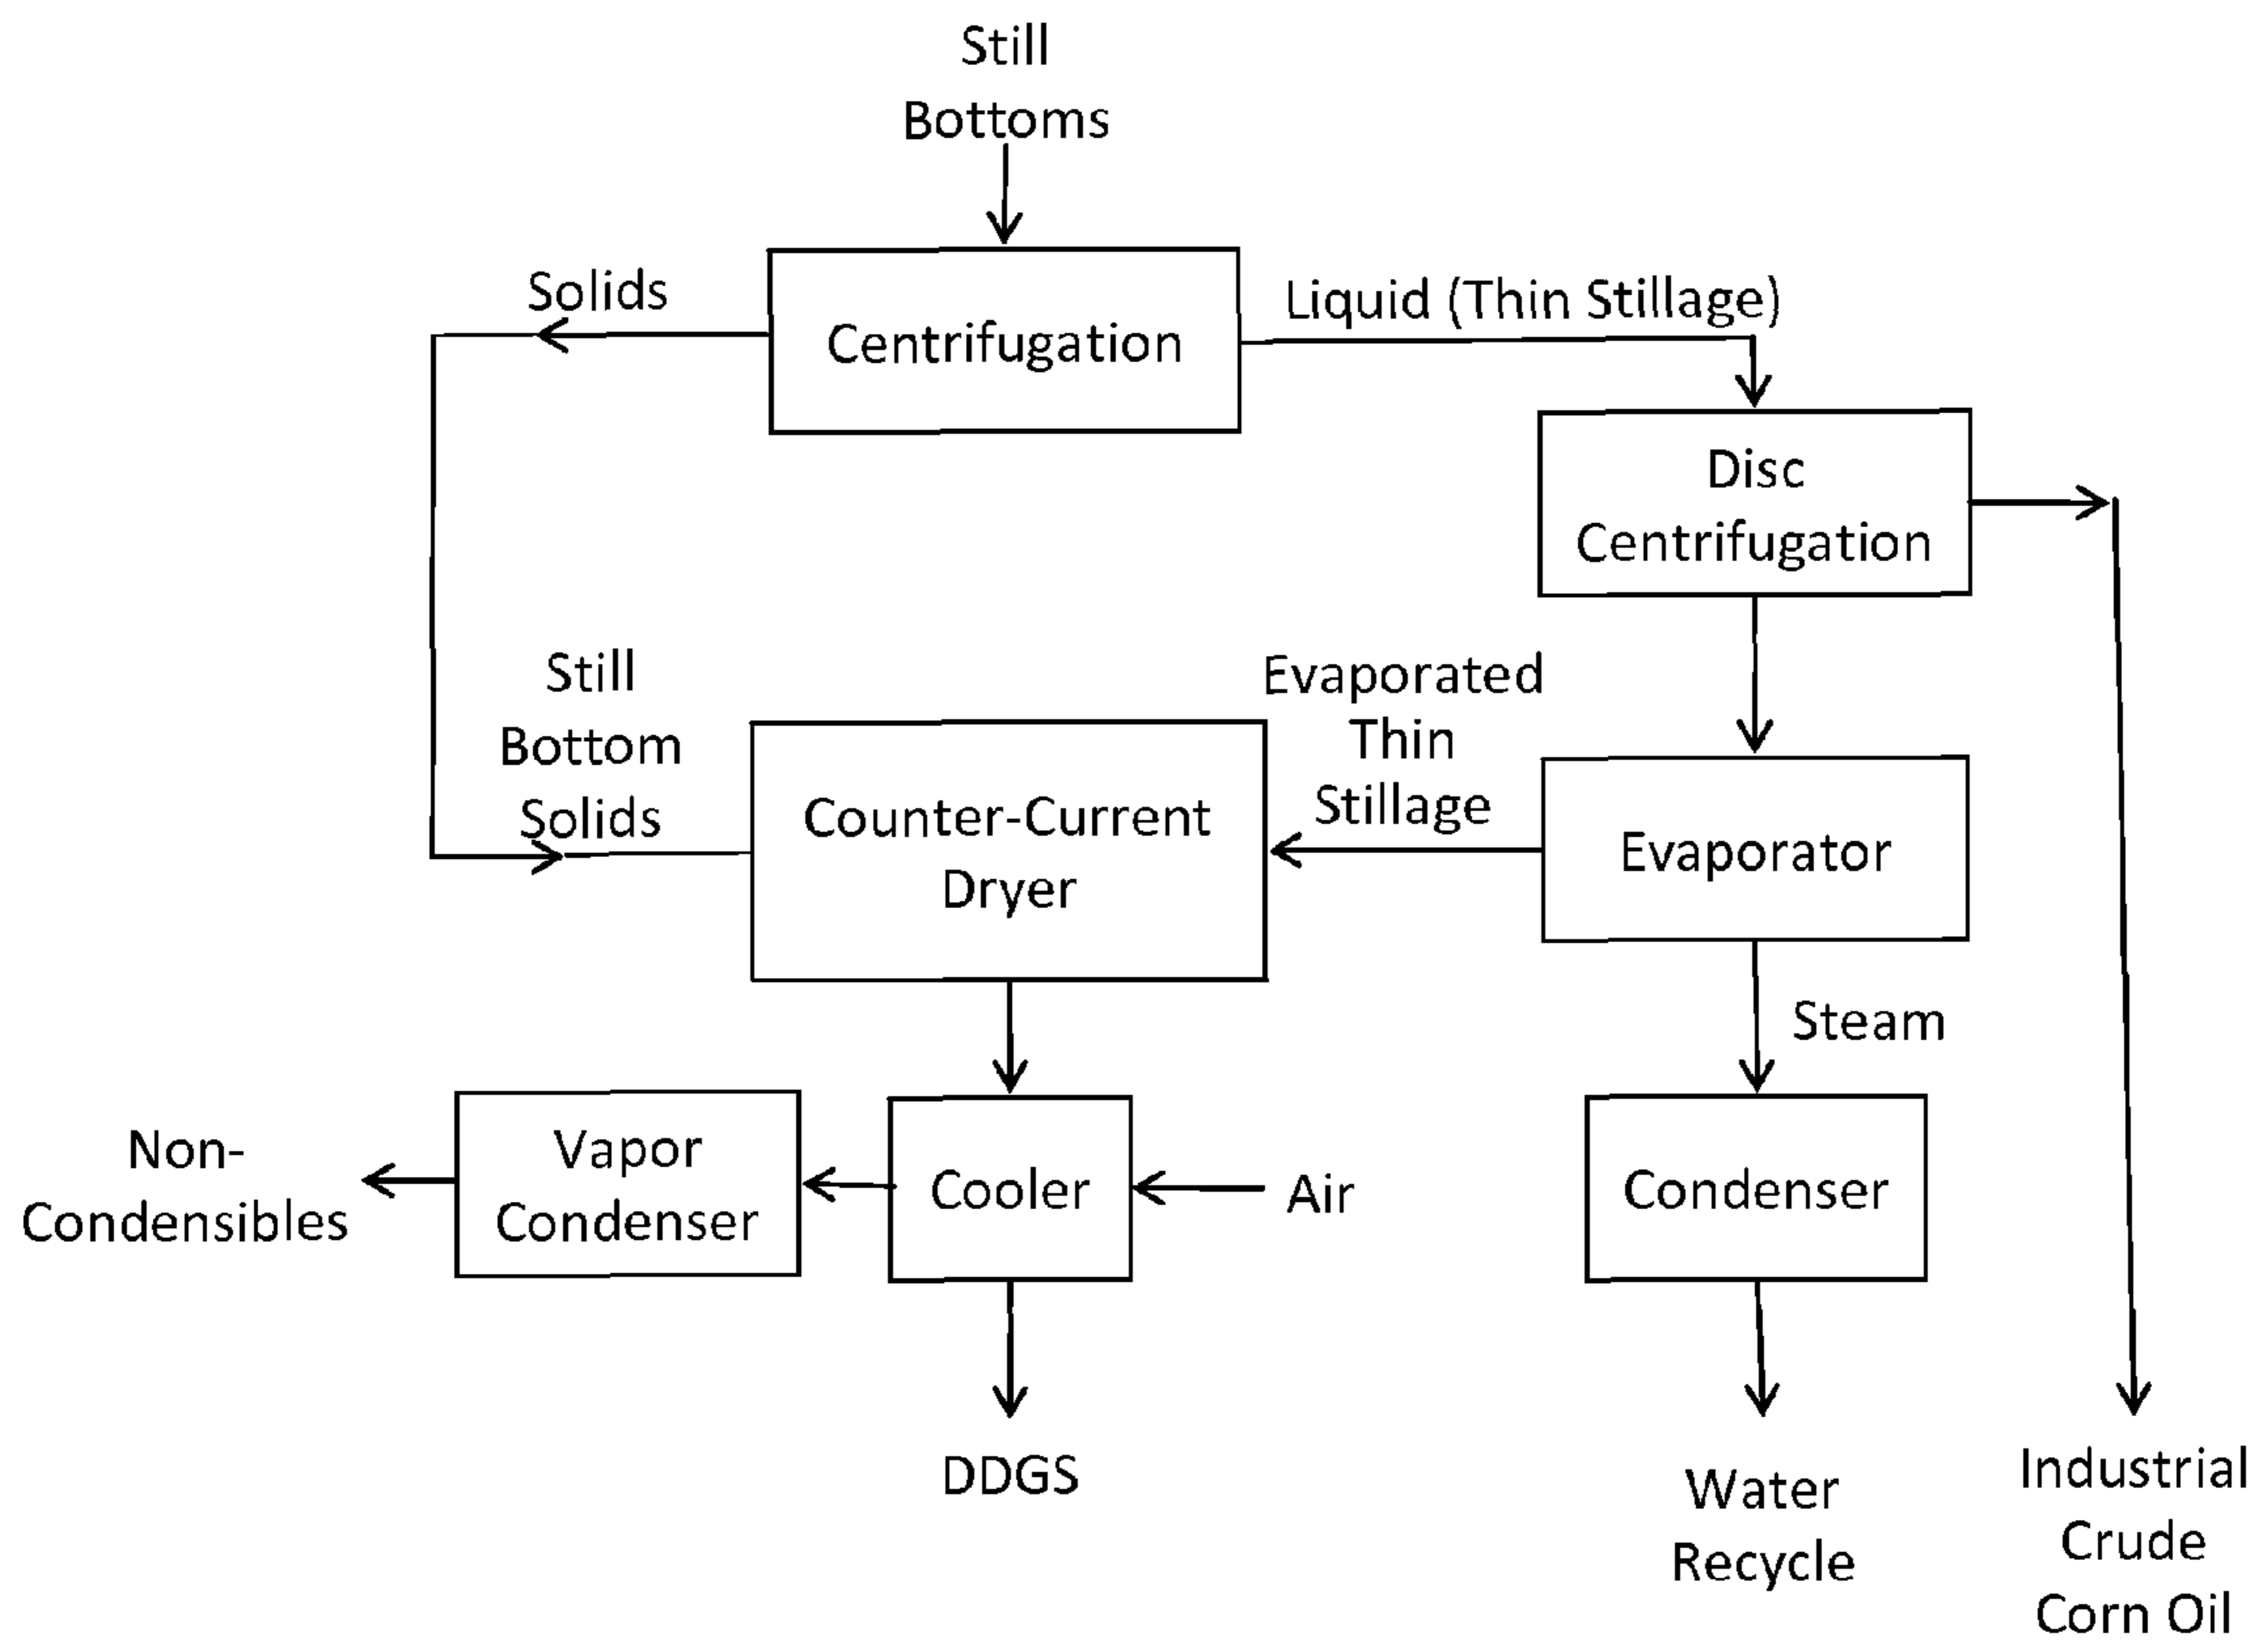 Still
Bottoms
Solids
Centrifugation
Liquid (Thin Stillage)
Disc
Centrifugation
Still
Bottom
Solids
Counter-Current
Dryer
Evaporated
Thin
Stillage
Evaporator
Steam
Non-
Condensibles
Vapor
Condenser
Cooler
Air
Condenser
DDGS
Water
Recycle
Industrial
Crude
Corn Oil